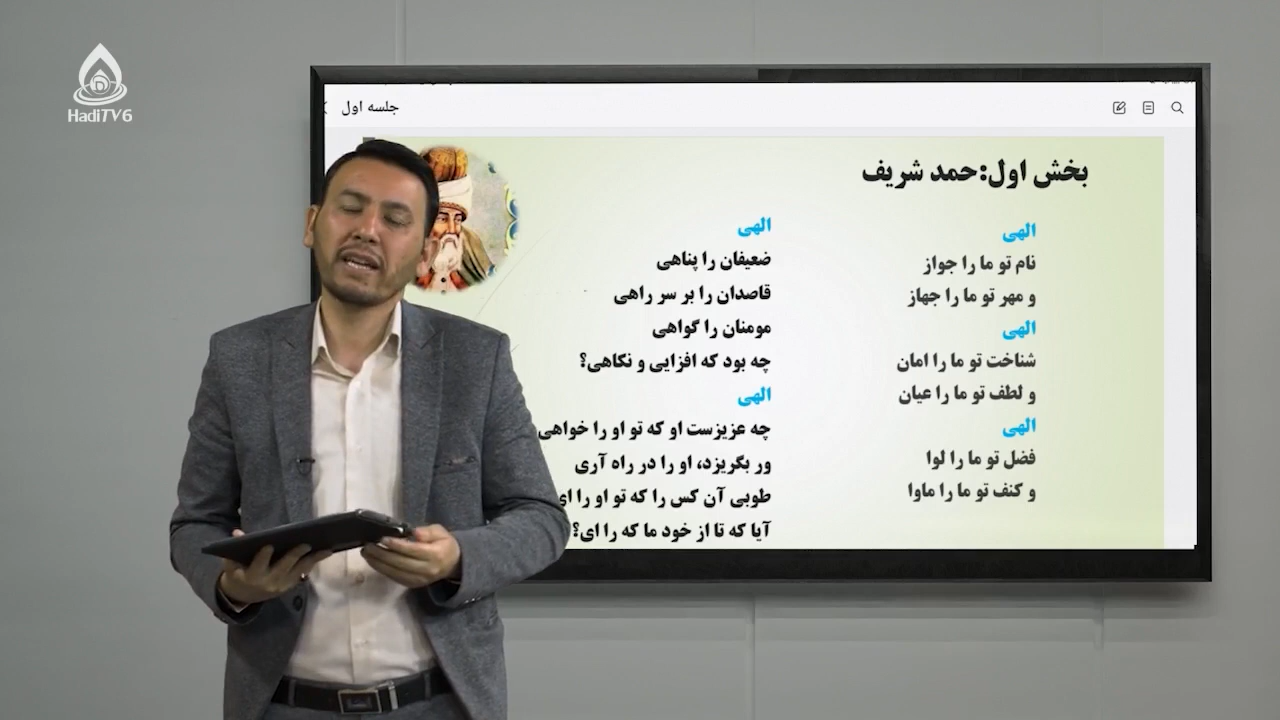 HadiTV6
جلسه اول
بخش اول:حمد شریف
الهی
نام تو ما را جواز
و مهر تو ما را جهاز
الهی
شناخت تو ما را امان
و لطف تو ما را عیان
الهی
فضل تو ما را لوا
و کنف تو ما را ماوا
الهی
ضعیفان را پناهی
قاصدان را بر سر راهی
مومنان را گواهی
چه بود که افزایی و نکاهی؟
الهی
چه عزیزست او که تو او را خواهی
ور بگریزد، او را در راه آری
طوبی آن کس را که تو او را ای
آیا که تا از خود ما که را ای؟